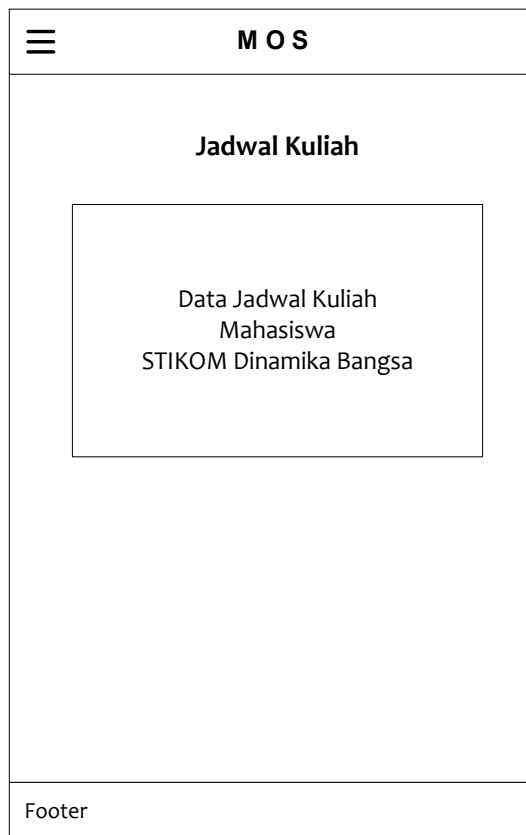 M O S
Jadwal Kuliah
Data Jadwal Kuliah
Mahasiswa
STIKOM Dinamika Bangsa
Footer